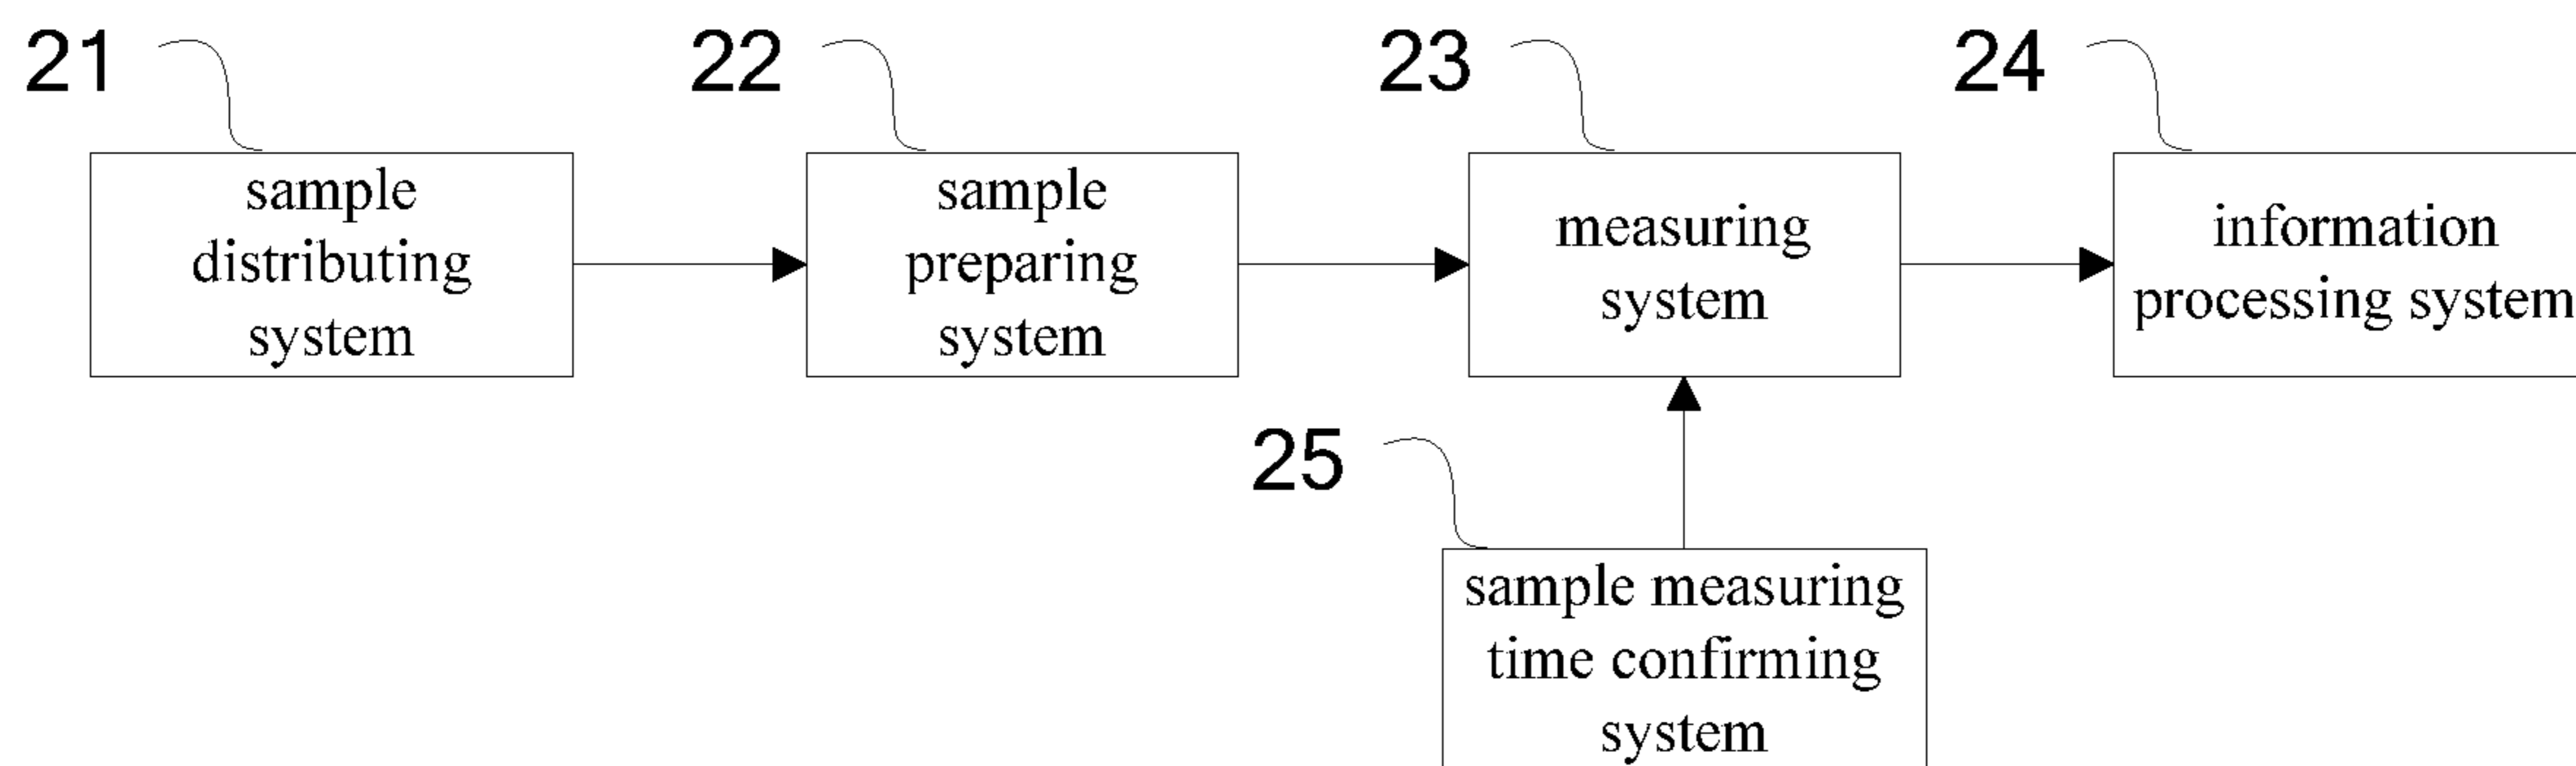 21
sample
distributing
system
22
sample
preparing
system
23
measuring
system
24
information
processing system
25
sample measuring
time confirming
system